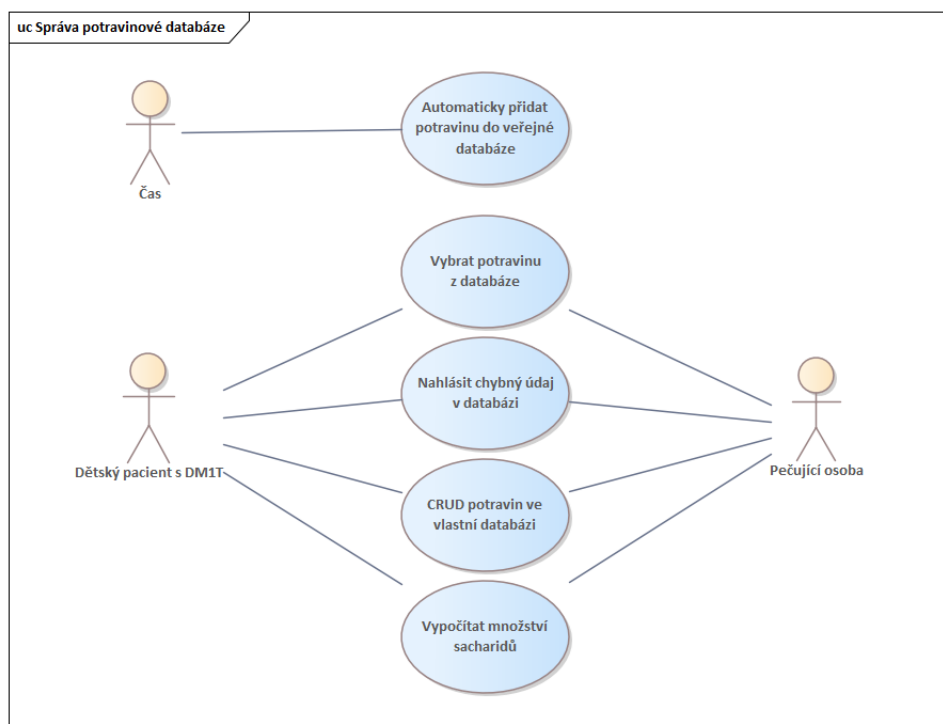 uc Správa potravinové databáze
Automaticky přidat
potravinu do veřejné
databáze
Čas
Vybrat potravinu
z databáze
Nahlásit chybný údaj
v databázi
Dětský pacient s DM1T
Pečující osoba
CRUD potravin ve
vlastní databázi
Vypočítat množství
sacharidů